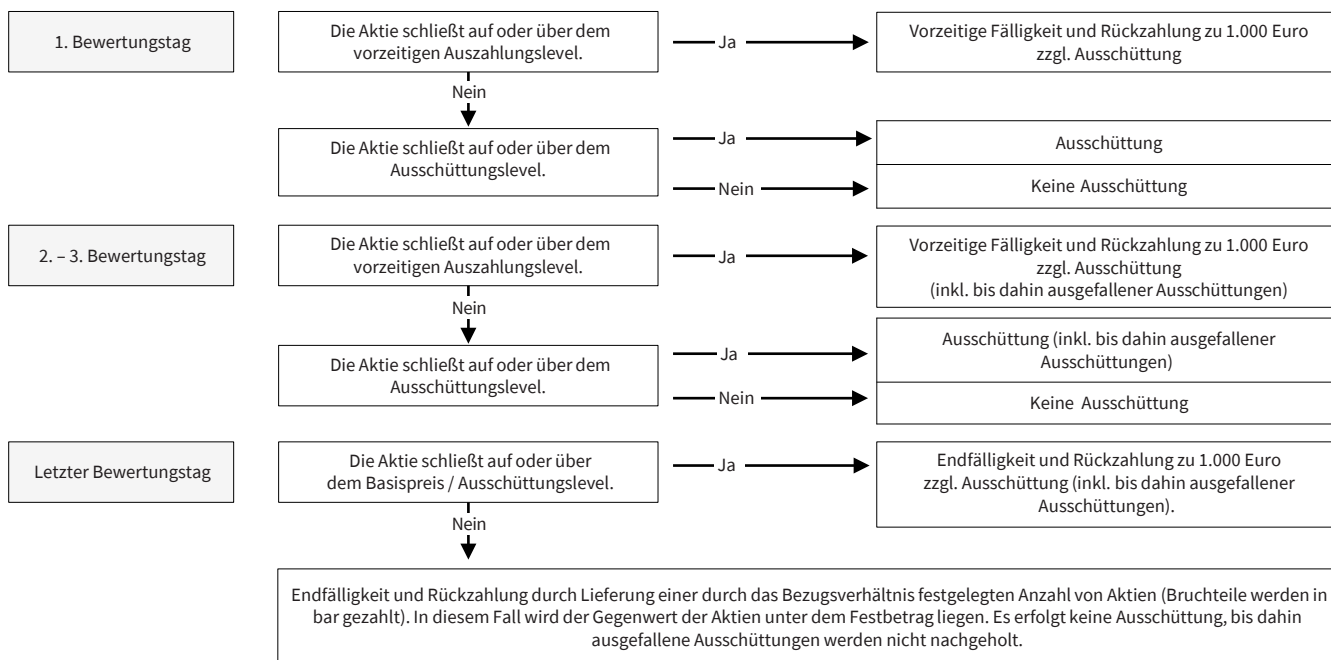 1. Bewertungstag
Die Aktie schließt auf oder über dem
vorzeitigen Auszahlungslevel.
Ja
Vorzeitige Fälligkeit und Rückzahlung zu 1.000 Euro
zzgl. Ausschüttung
Nein
Die Aktie schließt auf oder über dem
Ausschüttungslevel.
Ja
Ausschüttung
Nein
Keine Ausschüttung
2. – 3. Bewertungstag
Die Aktie schließt auf oder über dem
vorzeitigen Auszahlungslevel.
Ja
Vorzeitige Fälligkeit und Rückzahlung zu 1.000 Euro
zzgl. Ausschüttung
(inkl. bis dahin ausgefallener Ausschüttungen)
Nein
Die Aktie schließt auf oder über dem
Ausschüttungslevel.
Ja
Ausschüttung (inkl. bis dahin ausgefallener
Ausschüttungen)
Nein
Keine Ausschüttung
Letzter Bewertungstag
Die Aktie schließt auf oder über
dem Basispreis / Ausschüttungslevel.
Ja
Endfälligkeit und Rückzahlung zu 1.000 Euro
zzgl. Ausschüttung (inkl. bis dahin ausgefallener
Ausschüttungen).
Nein
Endfälligkeit und Rückzahlung durch Lieferung einer durch das Bezugsverhältnis festgelegten Anzahl von Aktien (Bruchteile werden in
bar gezahlt). In diesem Fall wird der Gegenwert der Aktien unter dem Festbetrag liegen. Es erfolgt keine Ausschüttung, bis dahin
ausgefallene Ausschüttungen werden nicht nachgeholt.